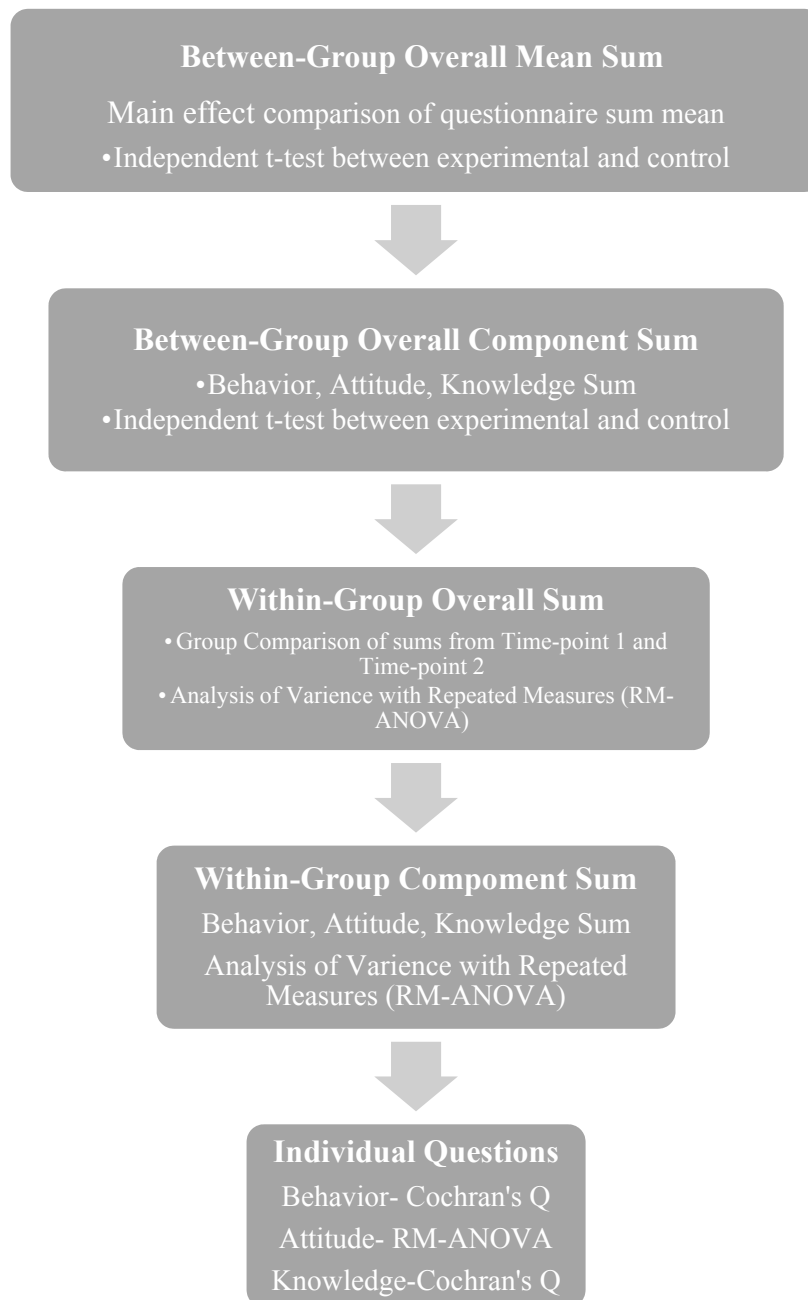 Between-Group Overall Mean Sum
Main effect comparison of questionnaire sum mean
•Independent t-test between experimental and control
Between-Group Overall Component Sum
•Behavior, Attitude, Knowledge Sum
•Independent t-test between experimental and control
Within-Group Overall Sum
• Group Comparison of sums from Time-point 1 and
Time-point 2
• Analysis of Varience with Repeated Measures (RM-
ANOVA)
Within-Group Compoment Sum
Behavior, Attitude, Knowledge Sum
Analysis of Varience with Repeated
Measures (RM-ANOVA)
Individual Questions
Behavior- Cochran's Q
Attitude- RM-ANOVA
Knowledge-Cochran's Q